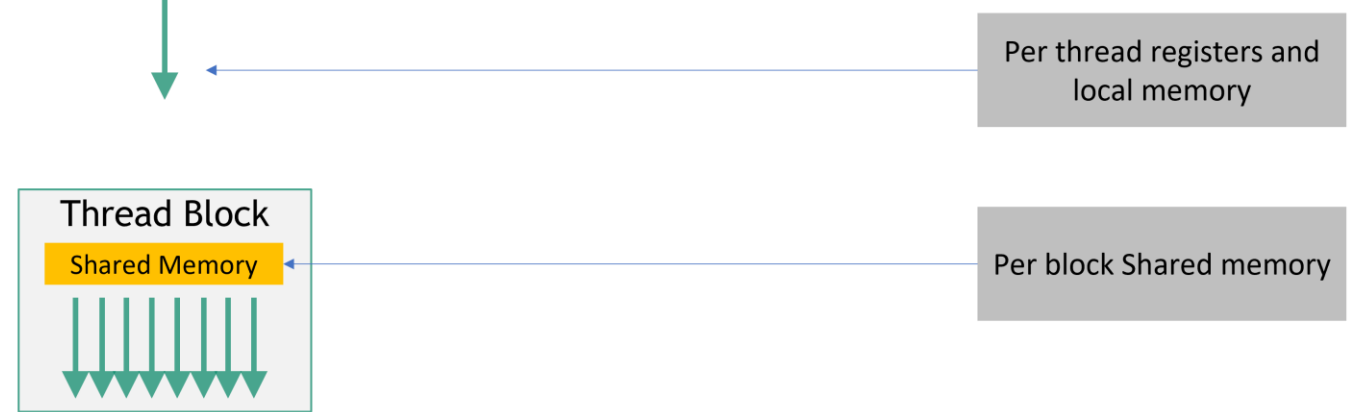 Per thread registers and
local memory
Thread Block
Shared Memory
Per block Shared memory